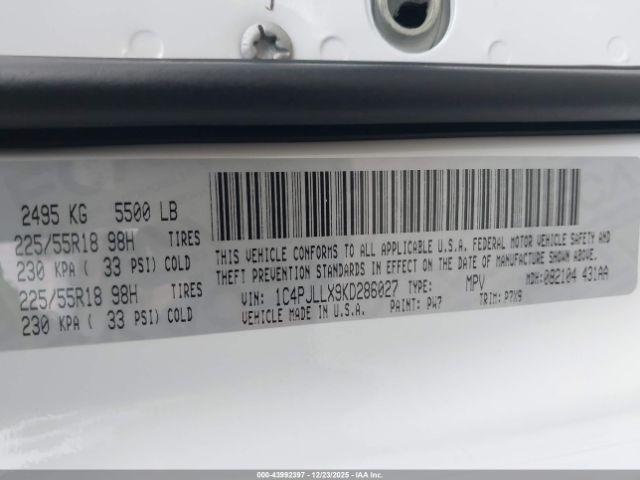 2495 KG 5500 LB
225/55R18 98H TIRES
230 KPA ( 33 PSI) COLD
225/55R18 98H TIRES
230 KPA ( 33 PSI) COLD
THIS VEHICLE CONFORMS TO ALL APPLICABLE U.S.A. FEDERAL MOTOR VEHICLE SAFETY AND
THEFT PREVENTION STANDARDS IN EFFECT ON THE DATE OF MANUFACTURE SHOWN ABOVE.
VIN: 1C4PJLLX9KD286027 TYPE: MPV MDH: 082104 431AA
VEHICLE MADE IN U.S.A. PAINT: PW7 TRIM: P7X9
000-43992397 - 12/23/2025 - IAA Inc.